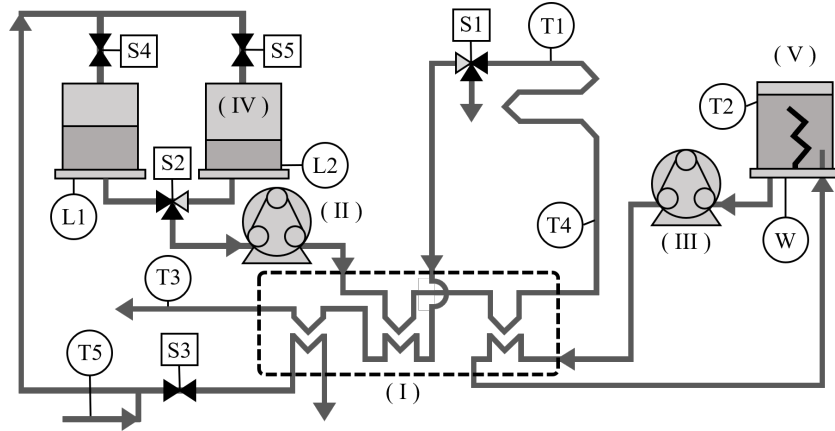 S1
T1
S4
S5
( V )
( IV )
T2
S2
L2
L1
( II )
( III )
T4
W
T3
T5
S3
( I )